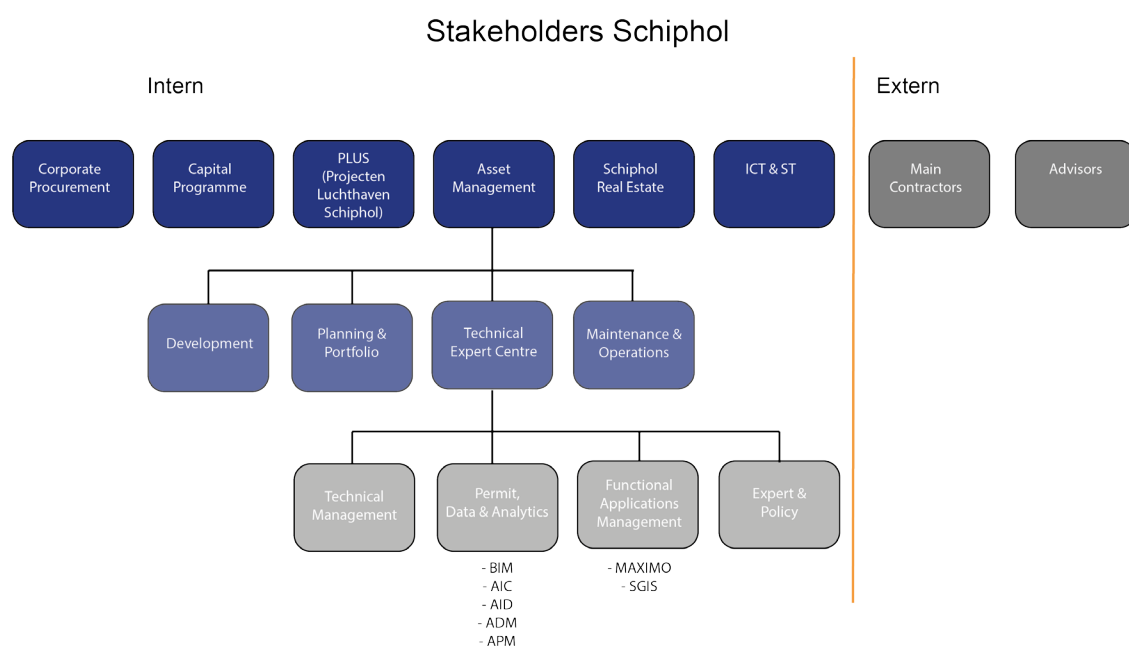 Stakeholders Schiphol
Intern
Extern
Corporate
Procurement
Capital
Programme
PLUS
(Projecten
Luchthaven
Schiphol)
Asset
Management
Schiphol
Real Estate
ICT & ST
Main
Contractors
Advisors
Development
Planning &
Portfolio
Technical
Expert Centre
Maintenance &
Operations
Technical
Management
Permit,
Data & Analytics
Functional
Applications
Management
Expert &
Policy
- BIM
- AIC
- AID
- ADM
- APM
- MAXIMO
- SGIS